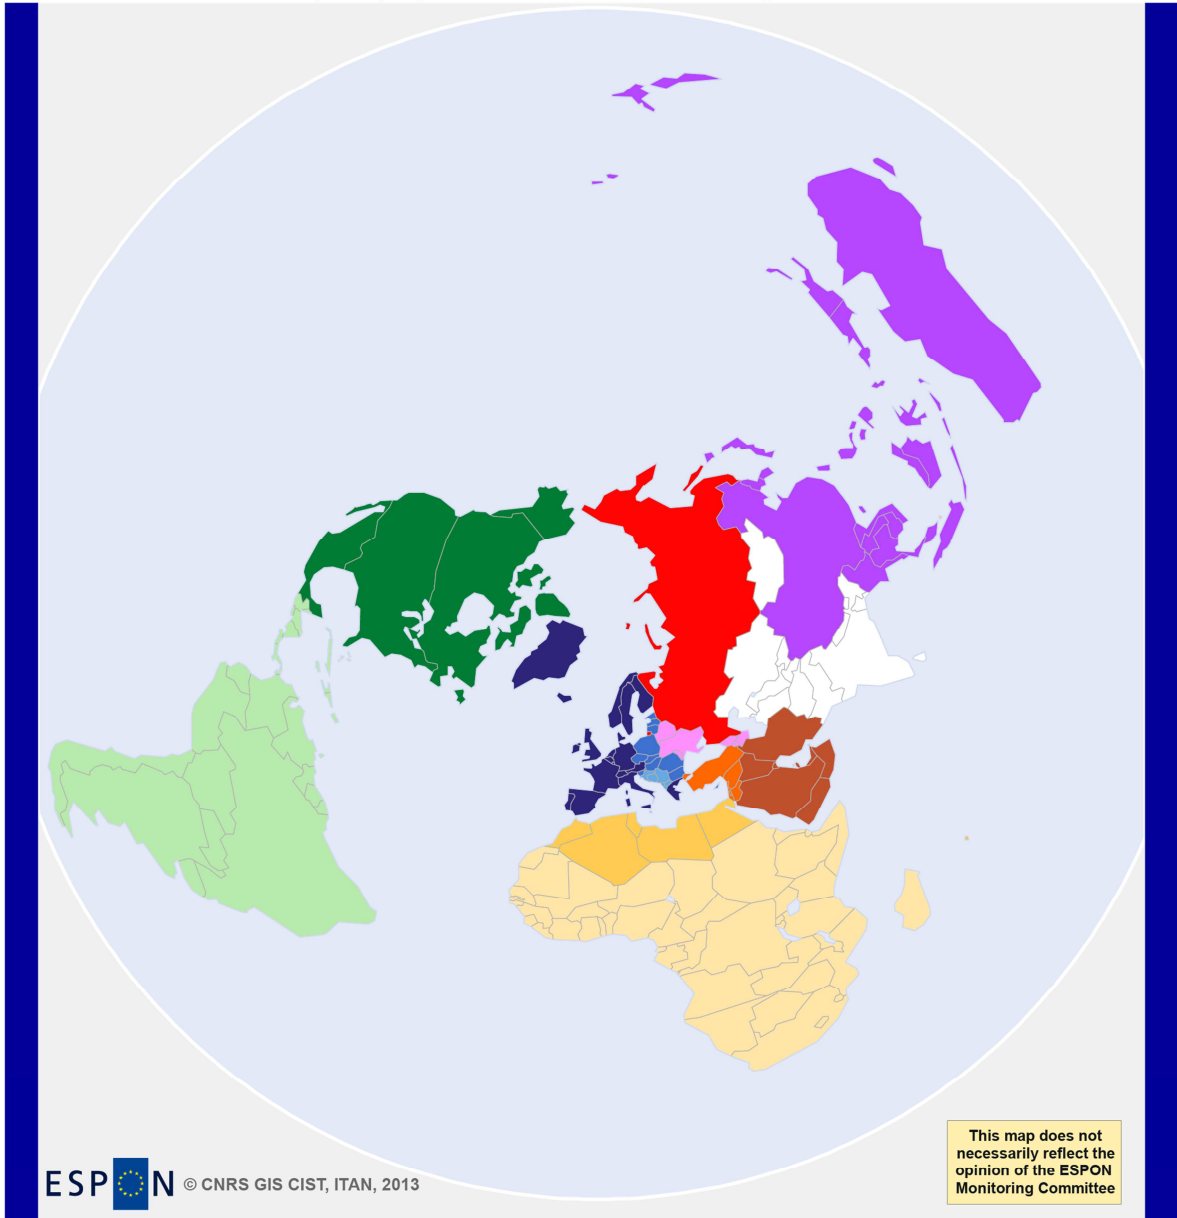 This map does not
necessarily reflect the
opinion of the ESPON
Monitoring Committee
ESPON © CNRS GIS CIST, ITAN, 2013